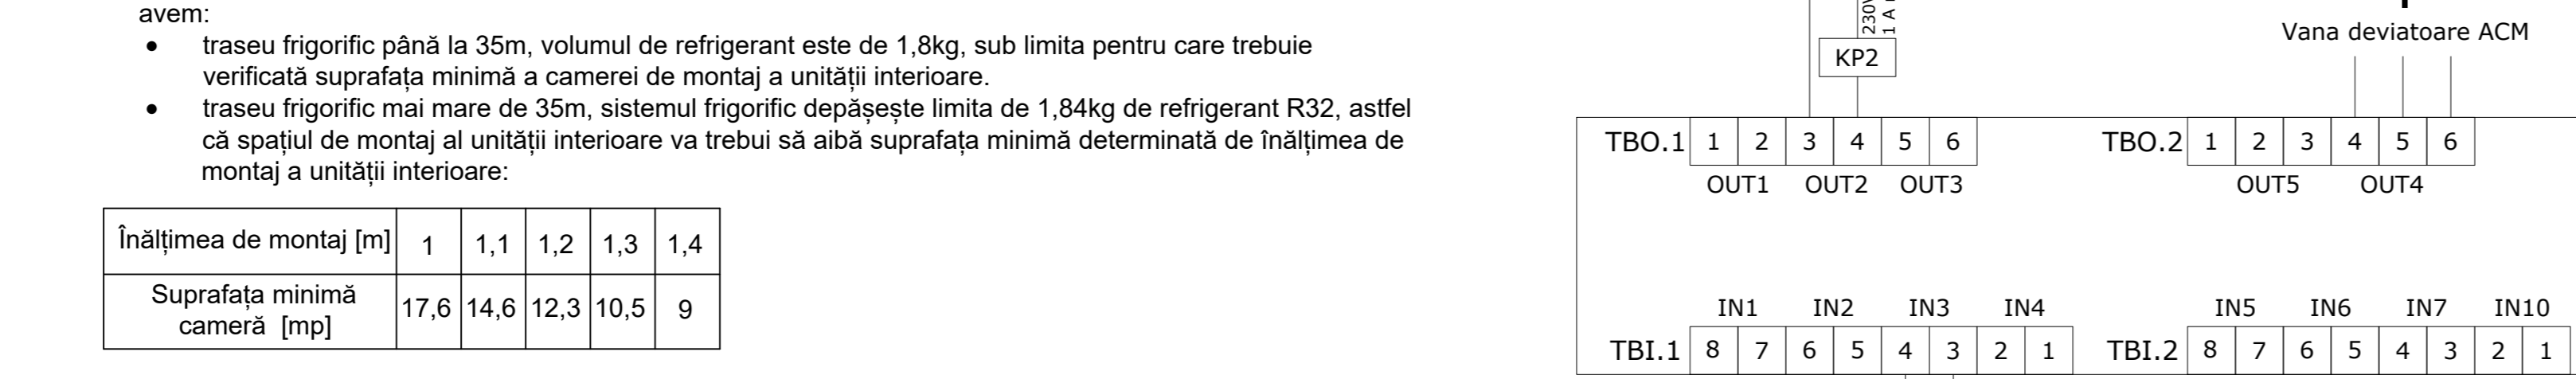 avem:
• traseu frigorific până la 35m, volumul de refrigerant este de 1,8kg, sub limita pentru care trebuie
verificată suprafața minimă a camerei de montaj a unității interioare.
• traseu frigorific mai mare de 35m, sistemul frigorific depășește limita de 1,84kg de refrigerant R32, astfel
că spațiul de montaj al unității interioare va trebui să aibă suprafața minimă determinată de înălțimea de
montaj a unității interioare:
Înălțimea de montaj [m] 1 1,1 1,2 1,3 1,4
Suprafața minimă
cameră [mp] 17,6 14,6 12,3 10,5 9
230V
1 A
KP2
Vana deviatoare ACM
TBO.1 1 2 3 4 5 6
OUT1 OUT2 OUT3
TBO.2 1 2 3 4 5 6
OUT5 OUT4
IN1 IN2 IN3 IN4
TBI.1 8 7 6 5 4 3 2 1
IN5 IN6 IN7 IN10
TBI.2 8 7 6 5 4 3 2 1